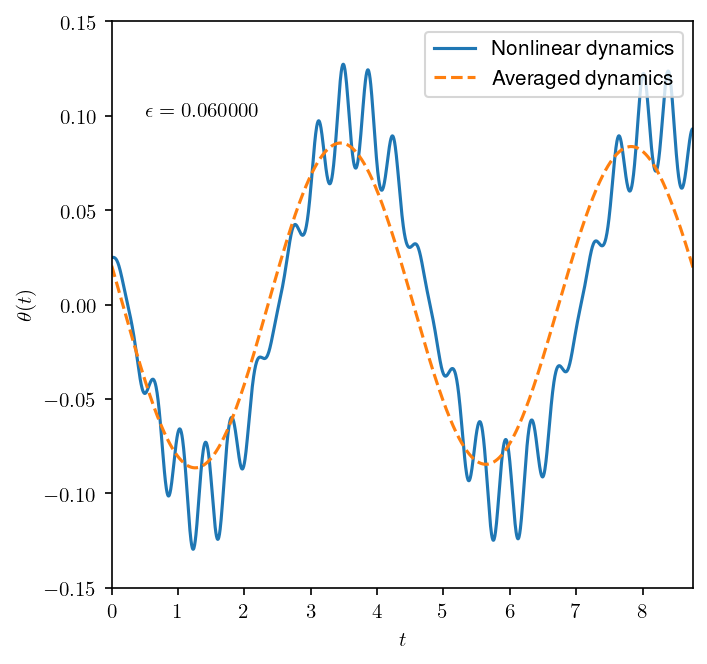 0.15
Nonlinear dynamics
Averaged dynamics
ϵ = 0.060000
0.10
0.05
0.00
−0.05
−0.10
−0.15
θ(t)
0 1 2 3 4 5 6 7 8
t